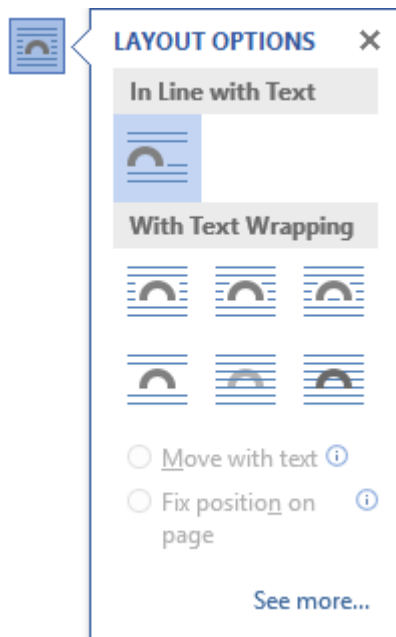 LAYOUT OPTIONS
In Line with Text
With Text Wrapping
Move with text
Fix position on
page
See more...